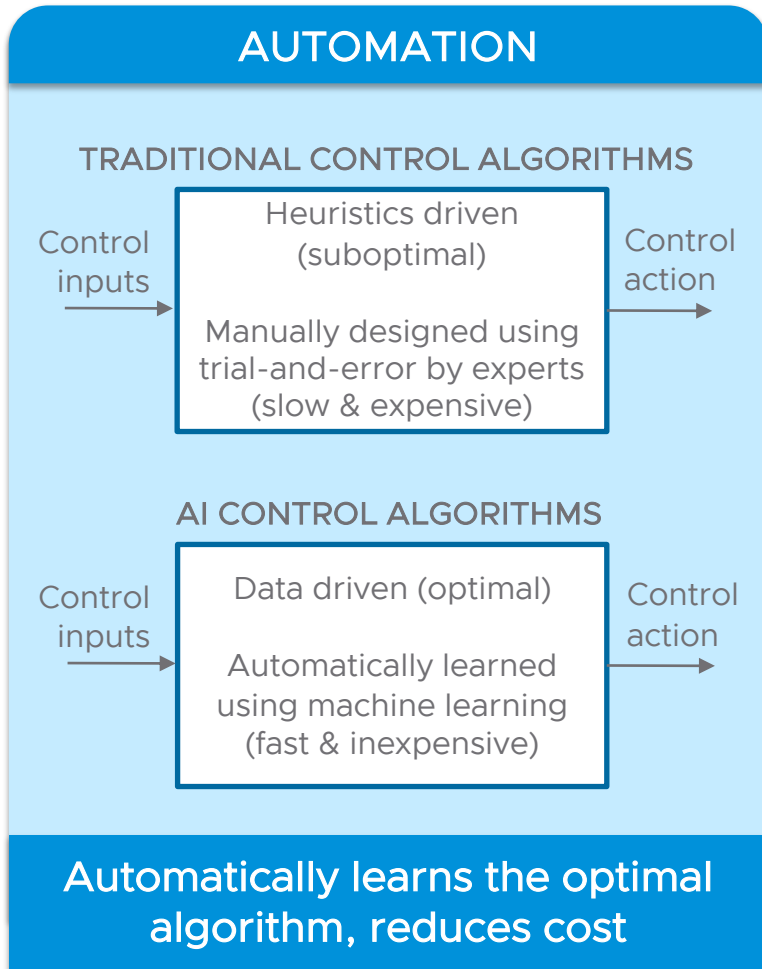 AUTOMATION
TRADITIONAL CONTROL ALGORITHMS
Control
inputs
Heuristics driven
(suboptimal)
Manually designed using
trial-and-error by experts
(slow & expensive)
Control
action
AI CONTROL ALGORITHMS
Control
inputs
Data driven (optimal)
Automatically learned
using machine learning
(fast & inexpensive)
Control
action
Automatically learns the optimal
algorithm, reduces cost